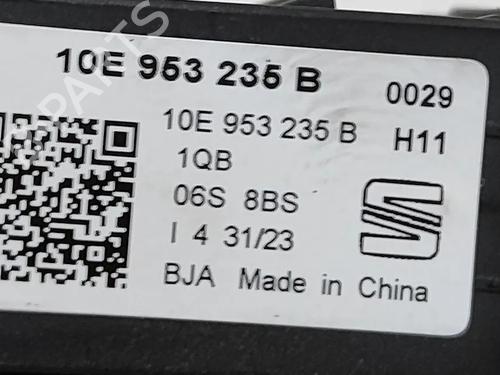 10E 953 235 B
0029
10E 953 235 B
H11
1QB
06S 8BS
I 4 31/23
BJA Made in China